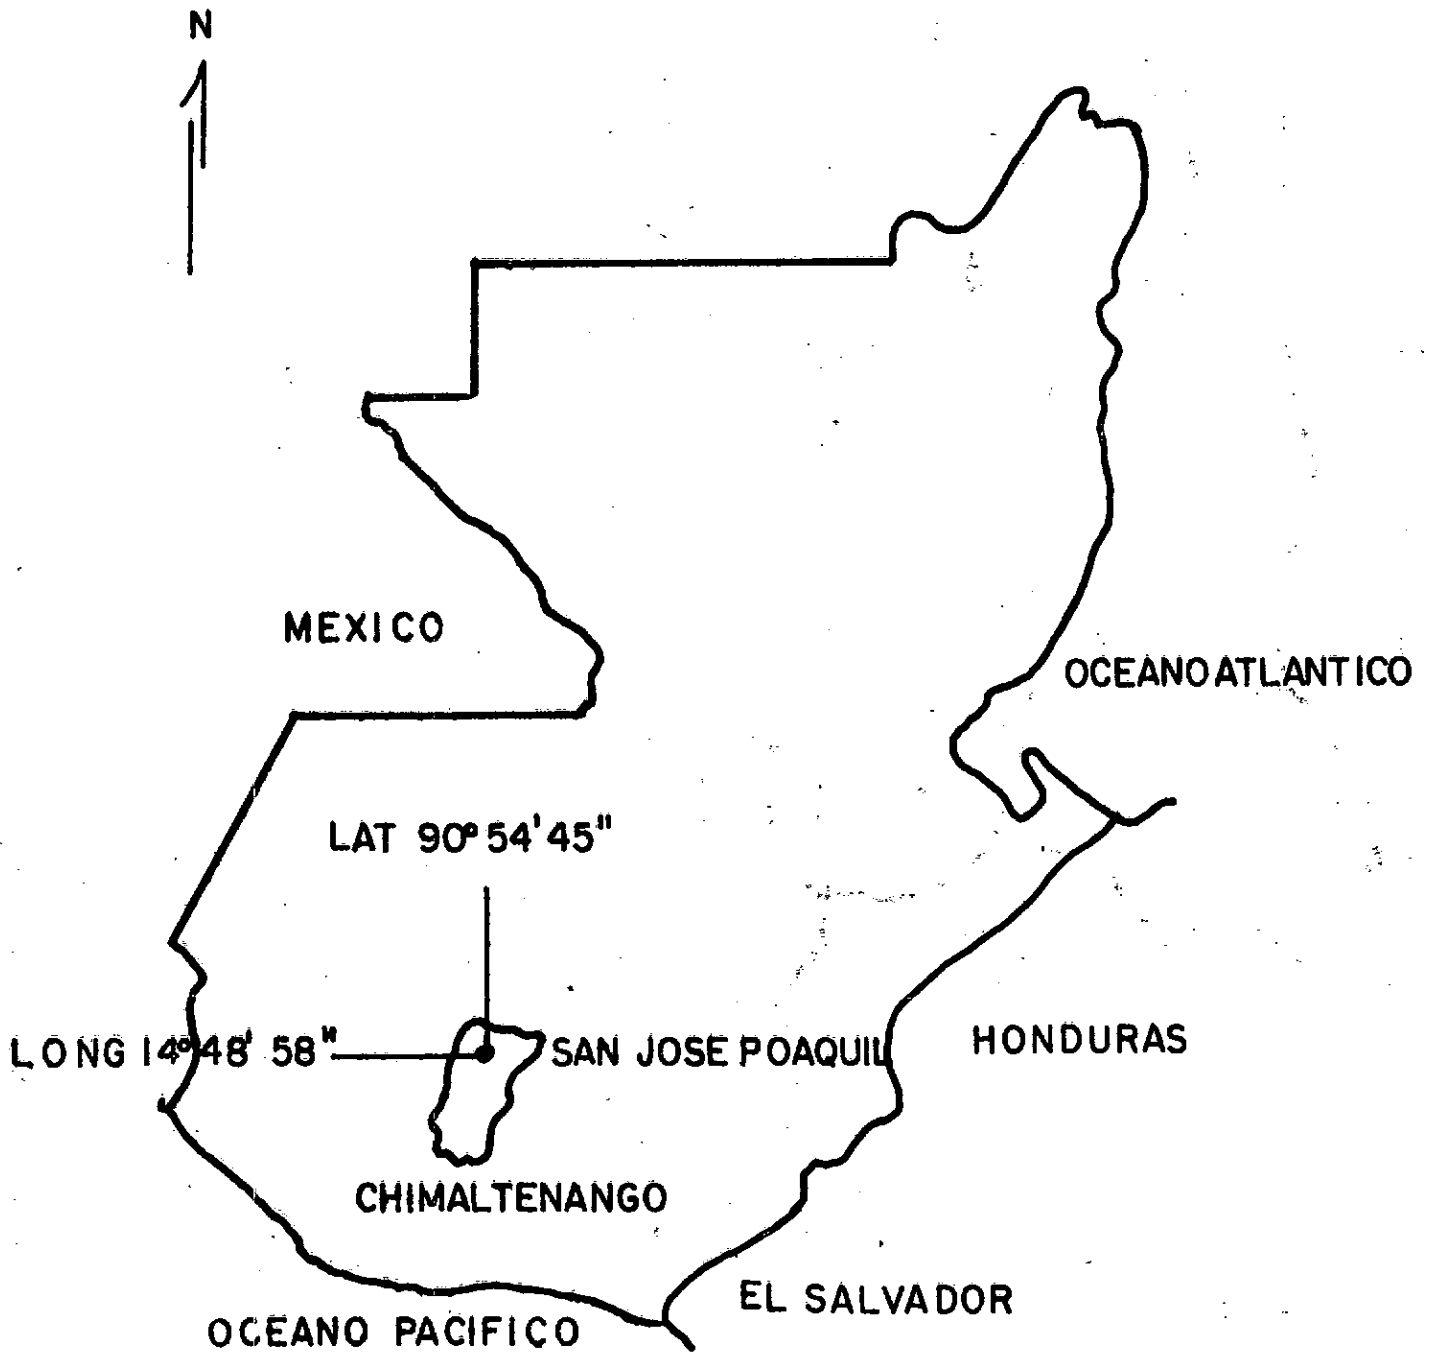 N
MEXICO
OCEANO ATLANTICO
LAT 90° 54' 45"
LONG 14° 48' 58"
SAN JOSE POAQUIL
HONDURAS
CHIMALTENANGO
EL SALVADOR
OCEANO PACIFICO